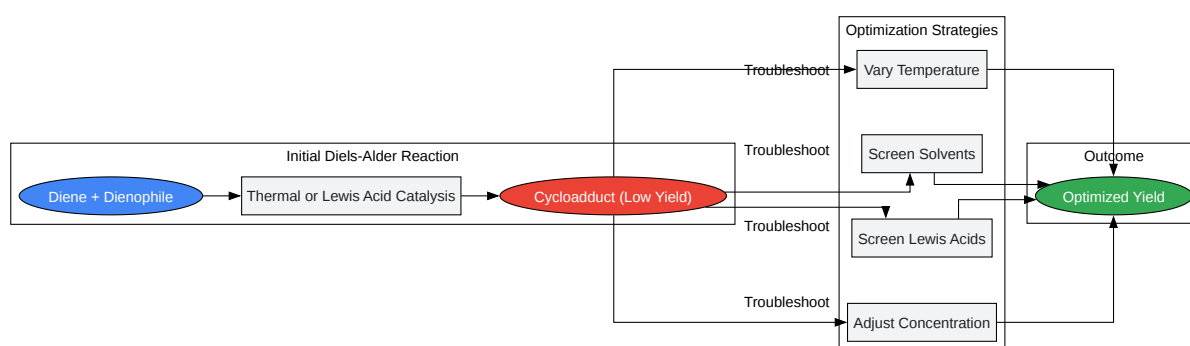 Initial Diels-Alder Reaction
Diene + Dienophile
Thermal or Lewis Acid Catalysis
Cycloadduct (Low Yield)
Troubleshoot
Troubleshoot
Troubleshoot
Troubleshoot
Optimization Strategies
Vary Temperature
Screen Solvents
Screen Lewis Acids
Adjust Concentration
Outcome
Optimized Yield